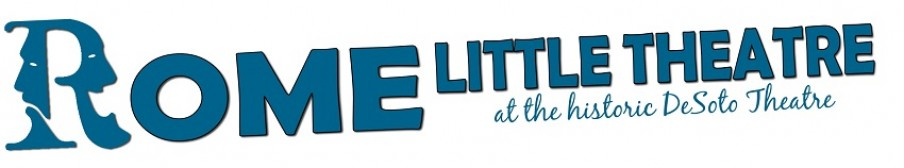 ROME LITTLE THEATRE
at the historic DeSoto Theatre